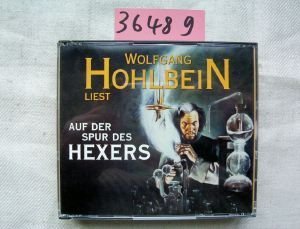 36489
WOLFGANG
HOHLBEIN
LIEST
AUF DER
SPUR DES
HEXERS